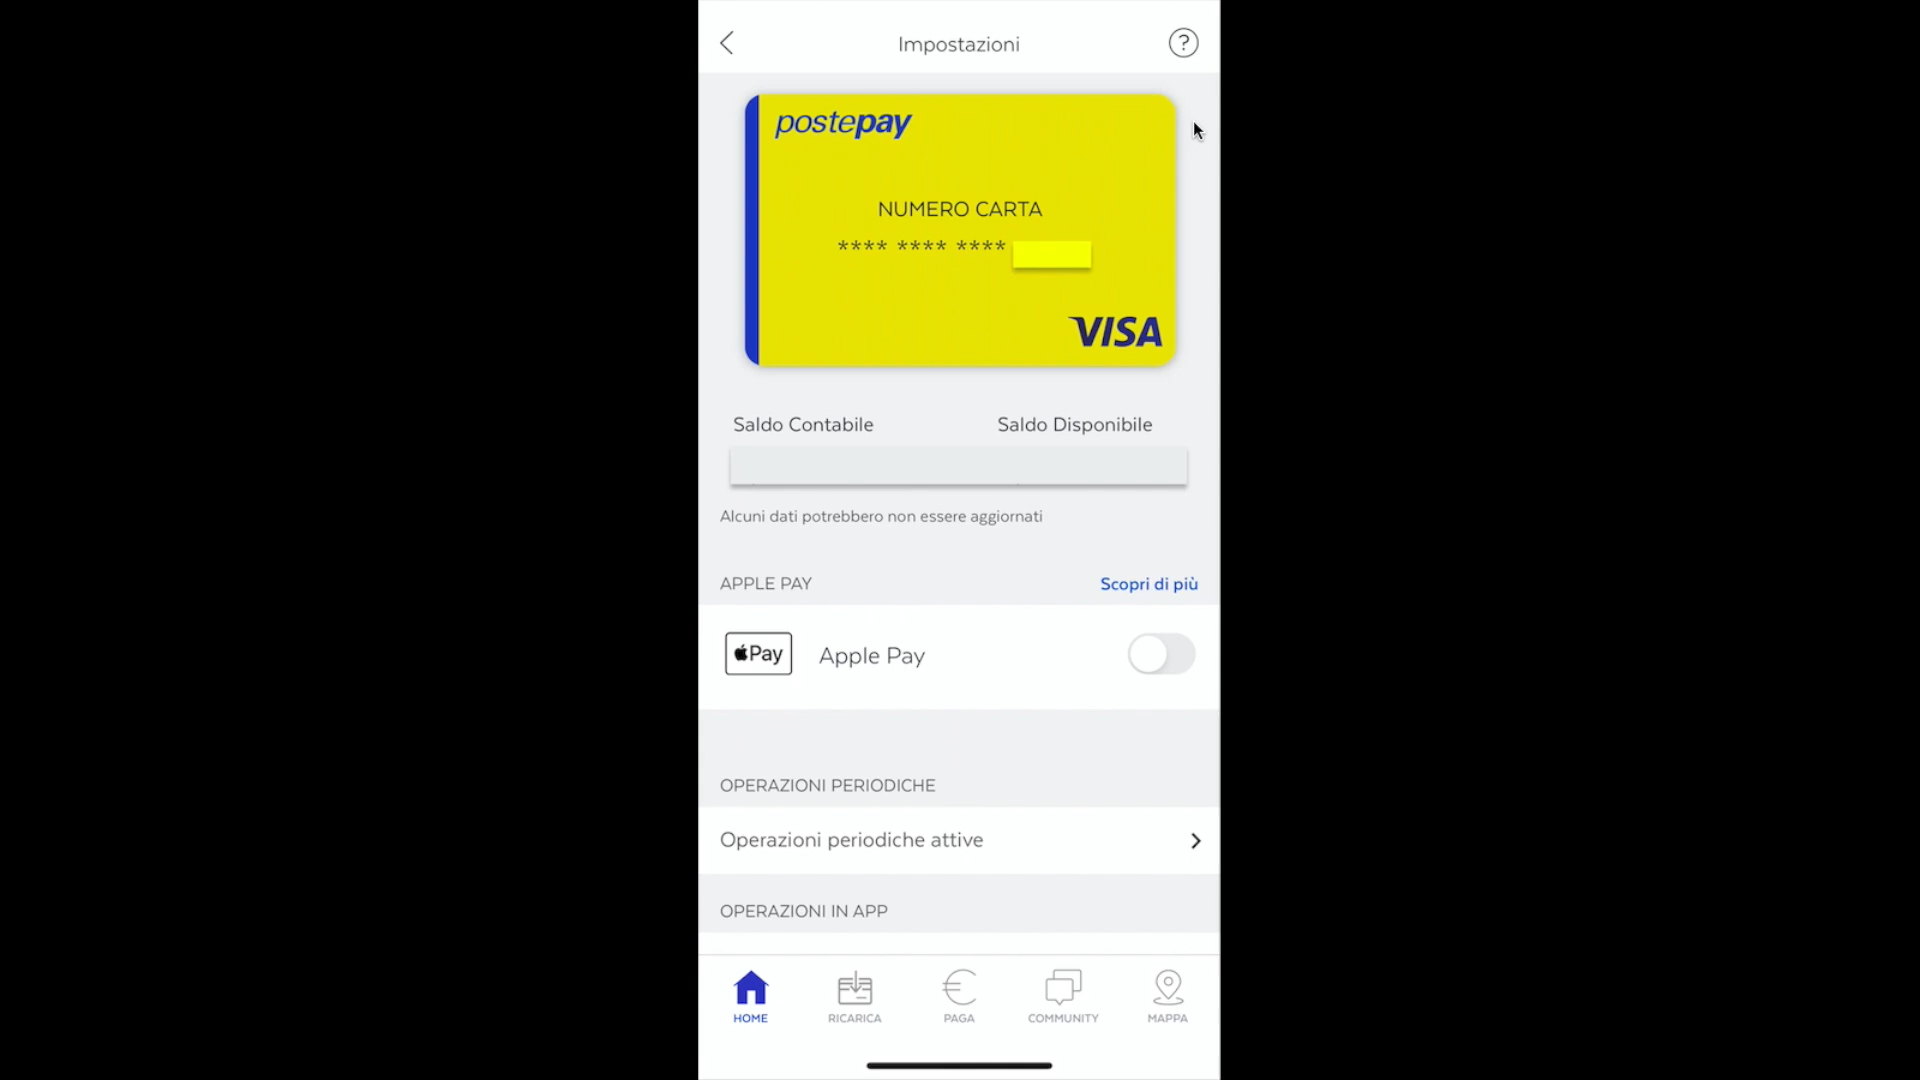 Impostazioni
?
postepay
NUMERO CARTA
**** **** ****
VISA
Saldo Contabile Saldo Disponibile
Alcuni dati potrebbero non essere aggiornati
APPLE PAY Scopri di più
Pay Apple Pay
OPERAZIONI PERIODICHE
Operazioni periodiche attive
OPERAZIONI IN APP
HOME RICARICA PAGA COMMUNITY MAPPA